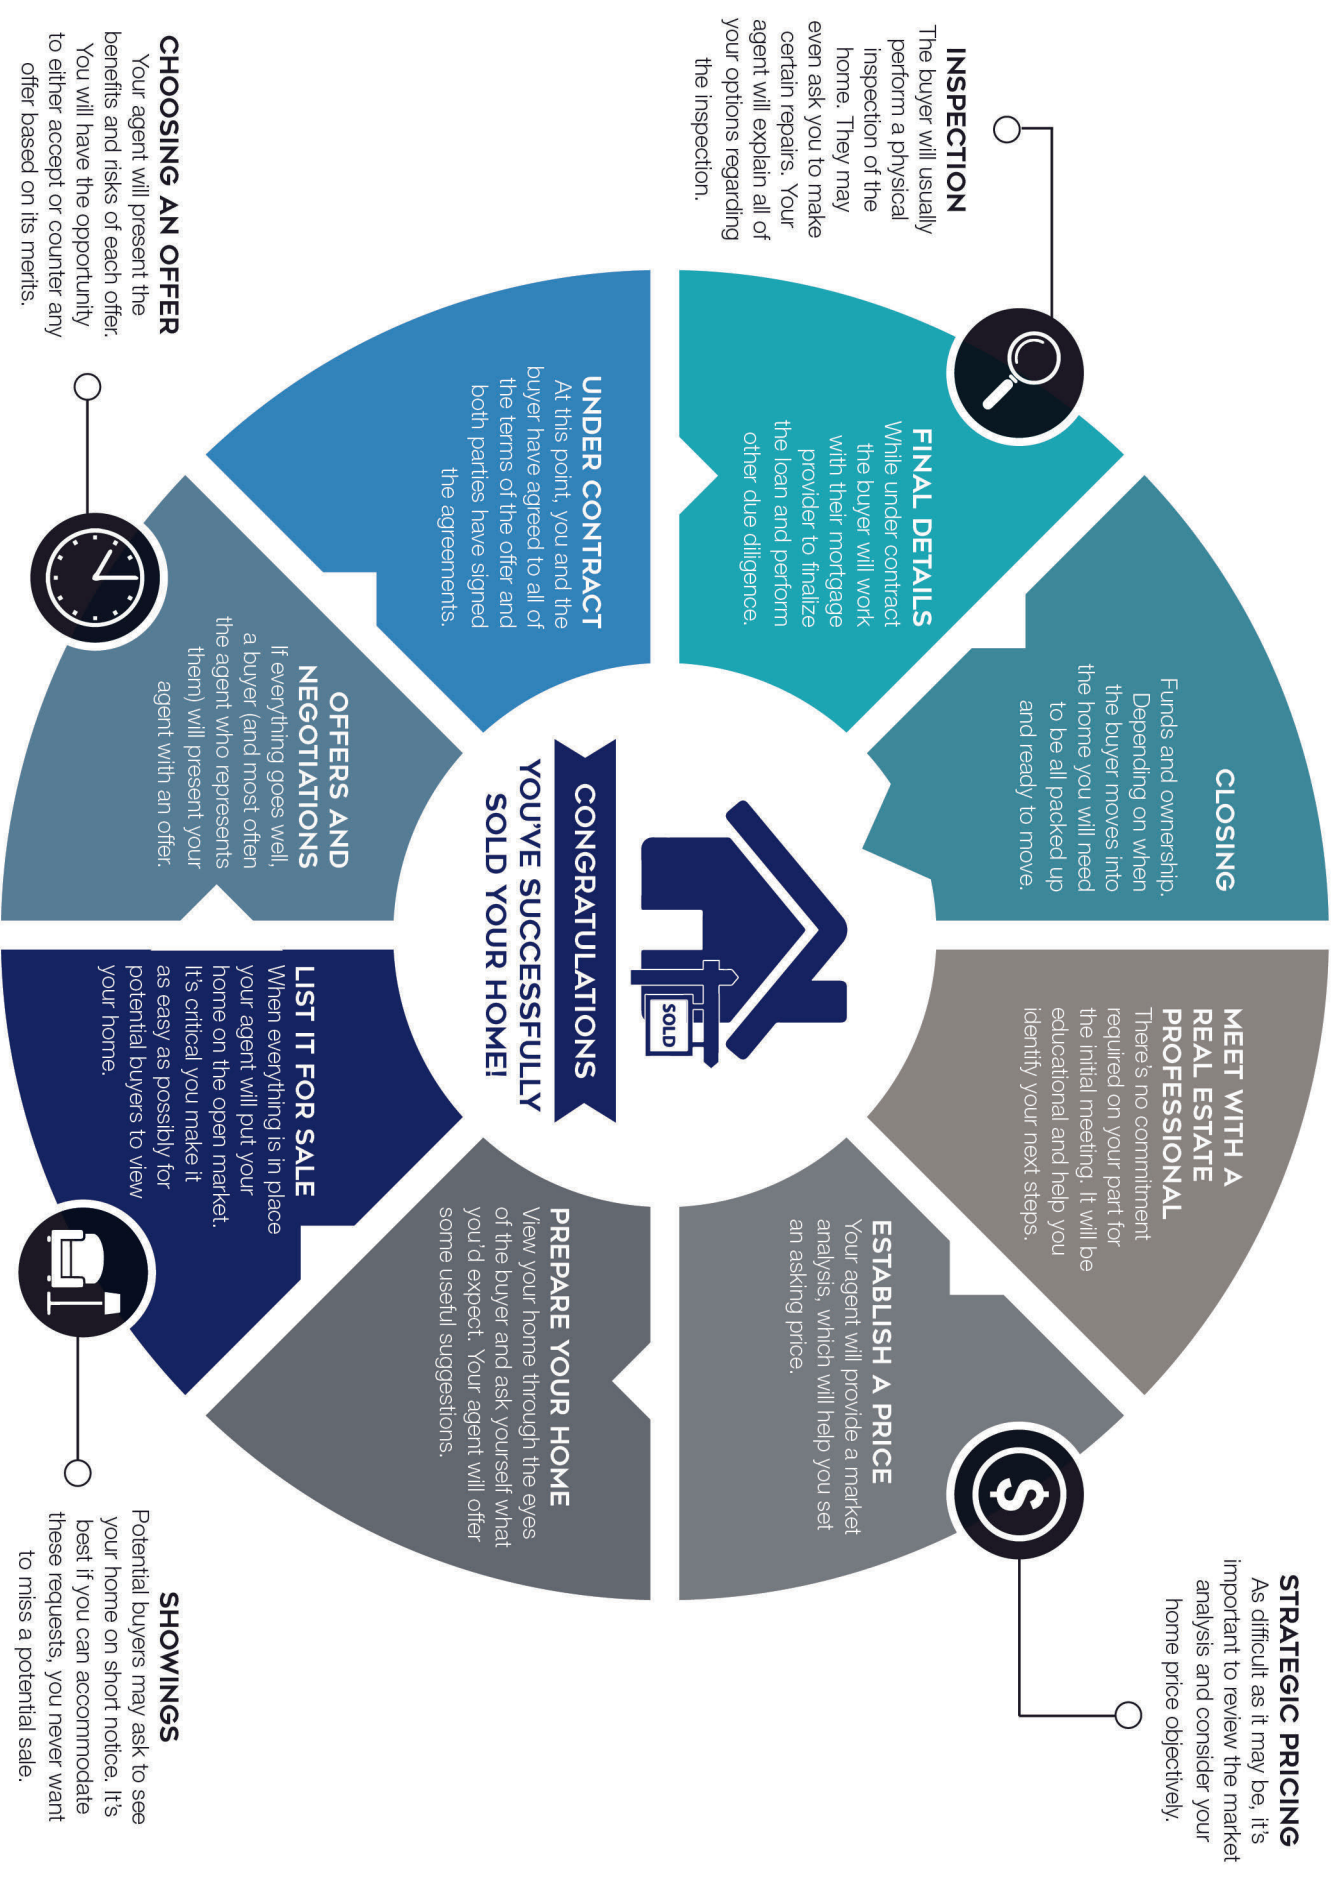 MEET WITH A
REAL ESTATE
PROFESSIONAL
There's no commitment
required on your part for
the initial meeting. It will be
educational and help you
identify your next steps.
ESTABLISH A PRICE
Your agent will provide a market
analysis, which will help you set
an asking price.
STRATEGIC PRICING
As difficult as it may be, it's
important to review the market
analysis and consider your
home price objectively.
PREPARE YOUR HOME
View your home through the eyes
of the buyer and ask yourself what
you'd expect. Your agent will offer
some useful suggestions.
LIST IT FOR SALE
When everything is in place
your agent will put your
home on the open market.
It's critical you make it
as easy as possibly for
potential buyers to view
your home.
SHOWINGS
Potential buyers may ask to see
your home on short notice. It's
best if you can accommodate
these requests, you never want
to miss a potential sale.
OFFERS AND
NEGOTIATIONS
If everything goes well,
a buyer (and most often
the agent who represents
them) will present your
agent with an offer.
CHOOSING AN OFFER
Your agent will present the
benefits and risks of each offer.
You will have the opportunity
to either accept or counter any
offer based on its merits.
UNDER CONTRACT
At this point, you and the
buyer have agreed to all of
the terms of the offer and
both parties have signed
the agreements.
FINAL DETAILS
While under contract
the buyer will work
with their mortgage
provider to finalize
the loan and perform
other due diligence.
INSPECTION
The buyer will usually
perform a physical
inspection of the
home. They may
even ask you to make
certain repairs. Your
agent will explain all of
your options regarding
the inspection.
CLOSING
Funds and ownership.
Depending on when
the buyer moves into
the home you will need
to be all packed up
and ready to move.
SOLD
CONGRATULATIONS
YOU'VE SUCCESSFULLY
SOLD YOUR HOME!
$